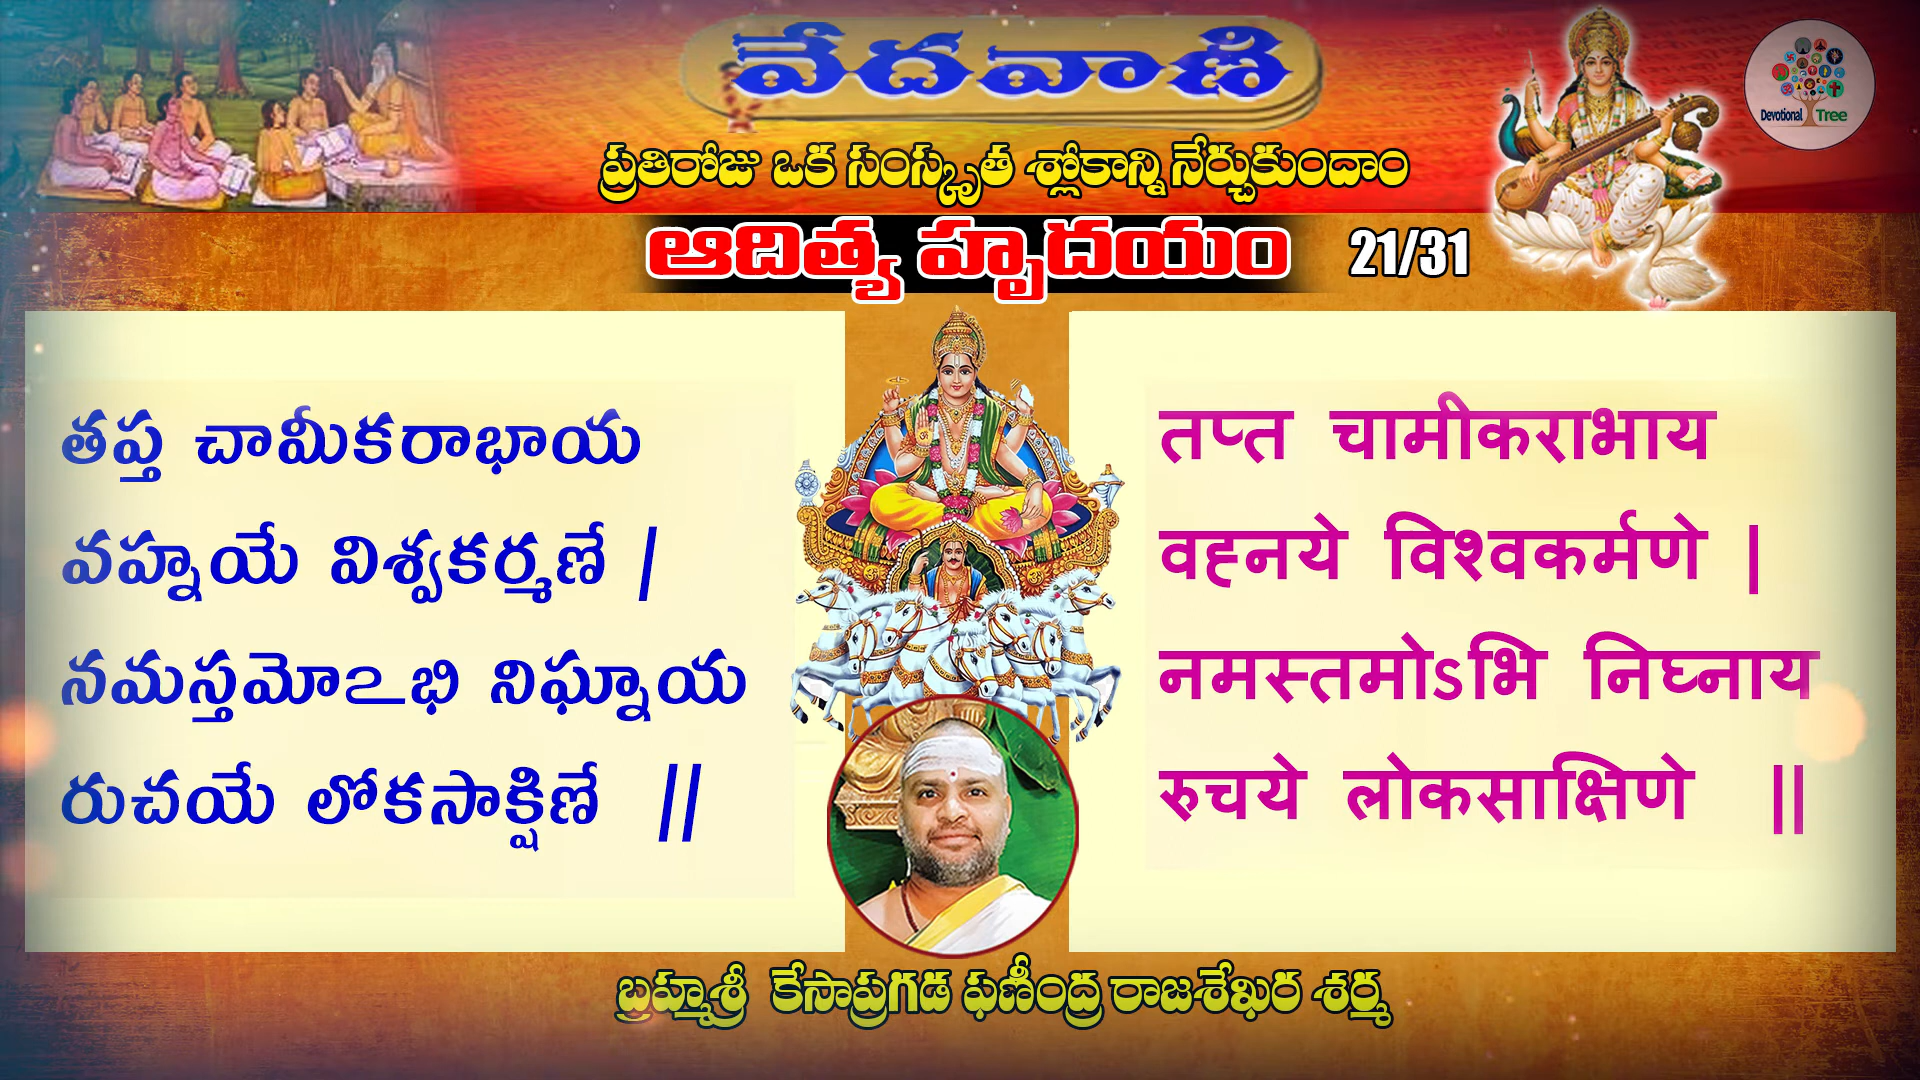 వేదవాణి
Devotional Tree
ప్రతిరోజు ఒక సంస్కృత శ్లోకాన్ని నేర్చుకుందాం
ఆదిత్య హృదయం 21/31
తప్త చామీకరాభాయ
వహ్నయే విశ్వకర్మణే |
నమస్తమోఽభి నిఘ్నాయ
రుచయే లోకసాక్షిణే ||
तप्त चामीकराभाय
वह्नये विश्वकर्मणे |
नमस्तमोऽभि निघ्नाय
रुचये लोकसाक्षिणे ||
బ్రహ్మశ్రీ కేసాప్రగడ ఫణీంద్ర రాజశేఖర శర్మ